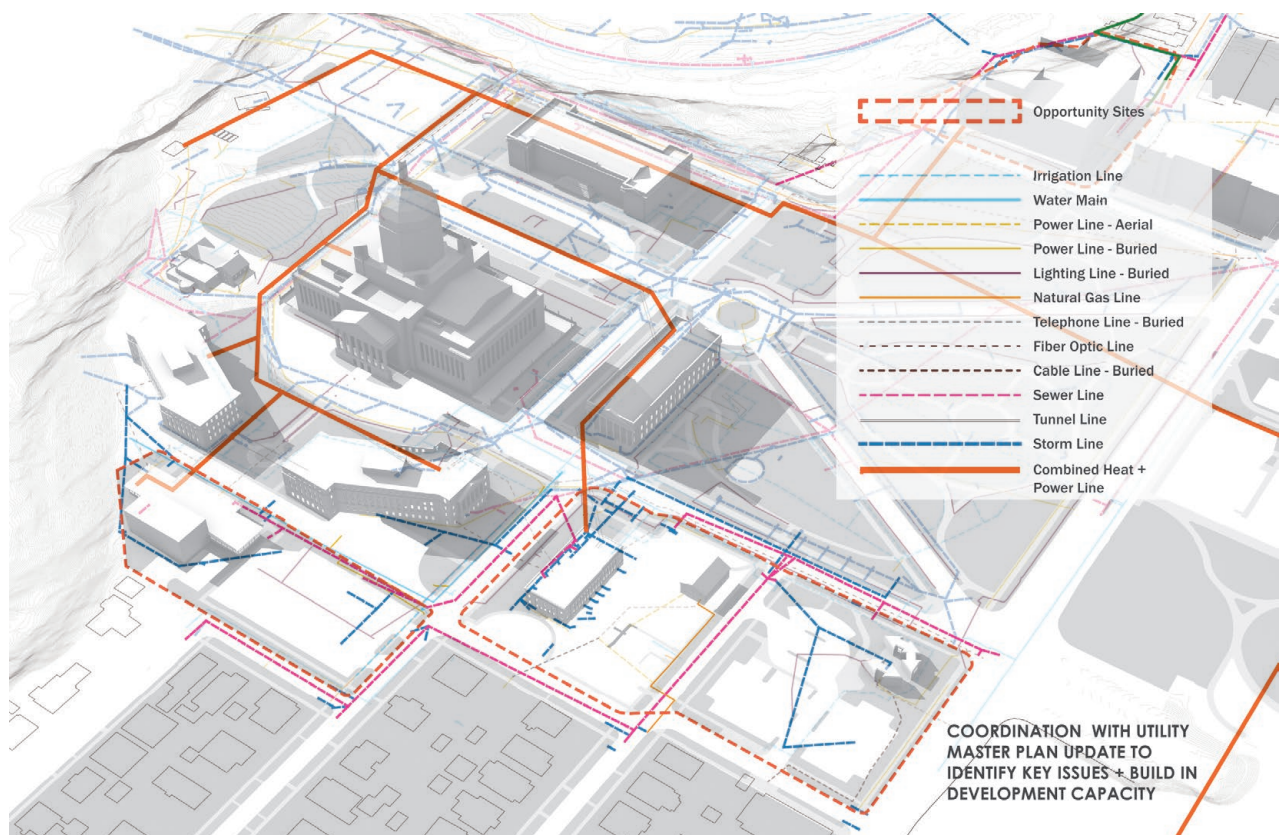 Opportunity Sites
Irrigation Line
Water Main
Power Line - Aerial
Power Line - Buried
Lighting Line - Buried
Natural Gas Line
Telephone Line - Buried
Fiber Optic Line
Cable Line - Buried
Sewer Line
Tunnel Line
Storm Line
Combined Heat +
Power Line
COORDINATION WITH UTILITY
MASTER PLAN UPDATE TO
IDENTIFY KEY ISSUES + BUILD IN
DEVELOPMENT CAPACITY